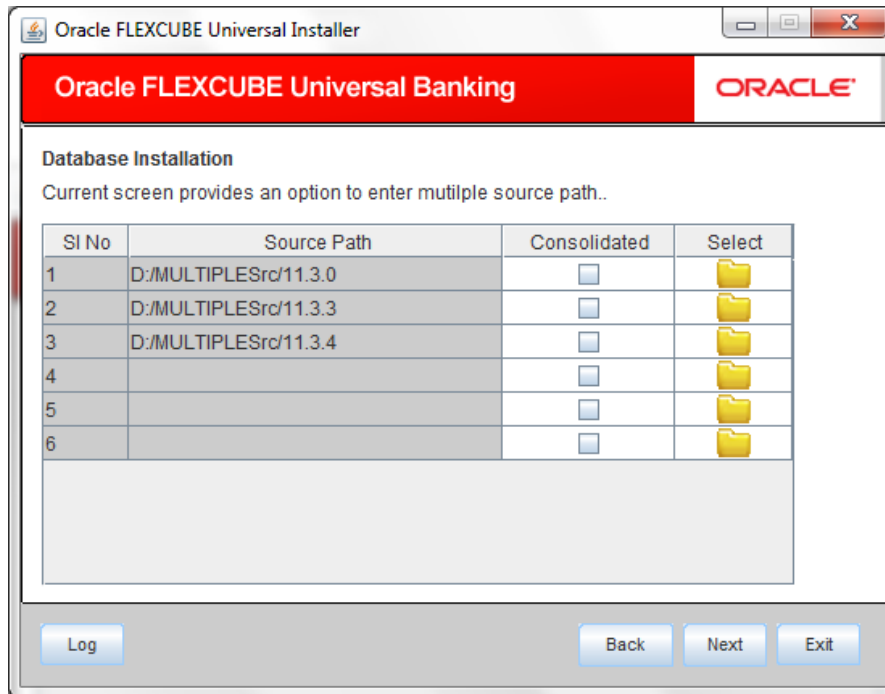 Oracle FLEXCUBE Universal Installer
Oracle FLEXCUBE Universal Banking
ORACLE
Database Installation
Current screen provides an option to enter mutilple source path..
SI No Source Path Consolidated Select
1 D:/MULTIPLESrc/11.3.0
2 D:/MULTIPLESrc/11.3.3
3 D:/MULTIPLESrc/11.3.4
4
5
6
Log Back Next Exit